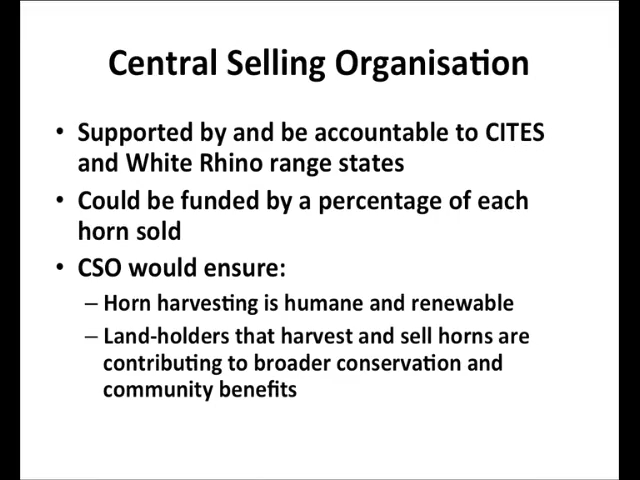 Central Selling Organisation
• Supported by and be accountable to CITES
and White Rhino range states
• Could be funded by a percentage of each
horn sold
• CSO would ensure:
– Horn harvesting is humane and renewable
– Land-holders that harvest and sell horns are
contributing to broader conservation and
community benefits